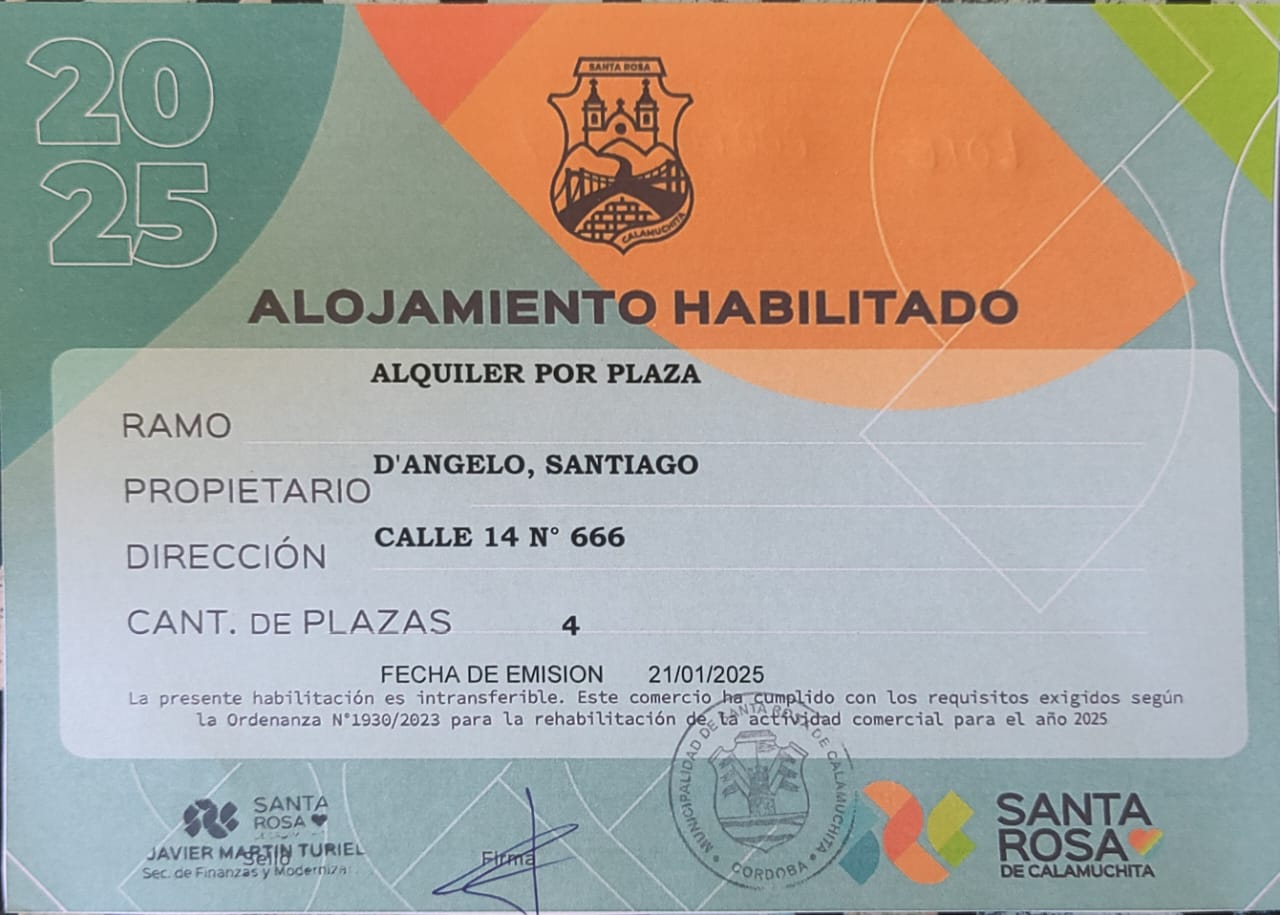 20
25
SANTA ROSA
CALAMUCHITA
ALOJAMIENTO HABILITADO
ALQUILER POR PLAZA
RAMO
D'ANGELO, SANTIAGO
PROPIETARIO
CALLE 14 N° 666
DIRECCIÓN
CANT. DE PLAZAS 4
FECHA DE EMISION 21/01/2025
La presente habilitación es intransferible. Este comercio ha cumplido con los requisitos exigidos según
la Ordenanza N°1930/2023 para la rehabilitación de la actividad comercial para el año 2025
MUNICIPALIDAD DE SANTA ROSA DE CALAMUCHITA
CORDOBA
SANTA
ROSA
JAVIER MARTIN TURIEL
Sello
Sec. de Finanzas y Moderniza
Firma
SANTA
ROSA
DE CALAMUCHITA